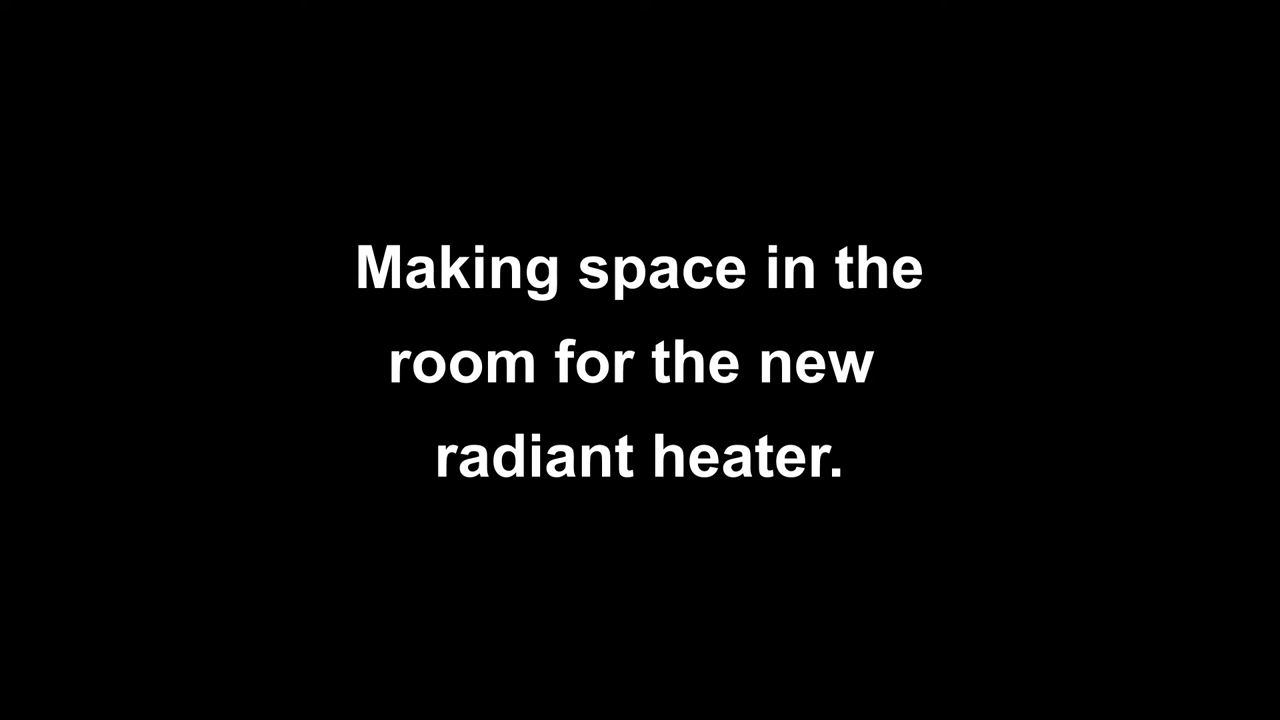 Making space in the
room for the new
radiant heater.